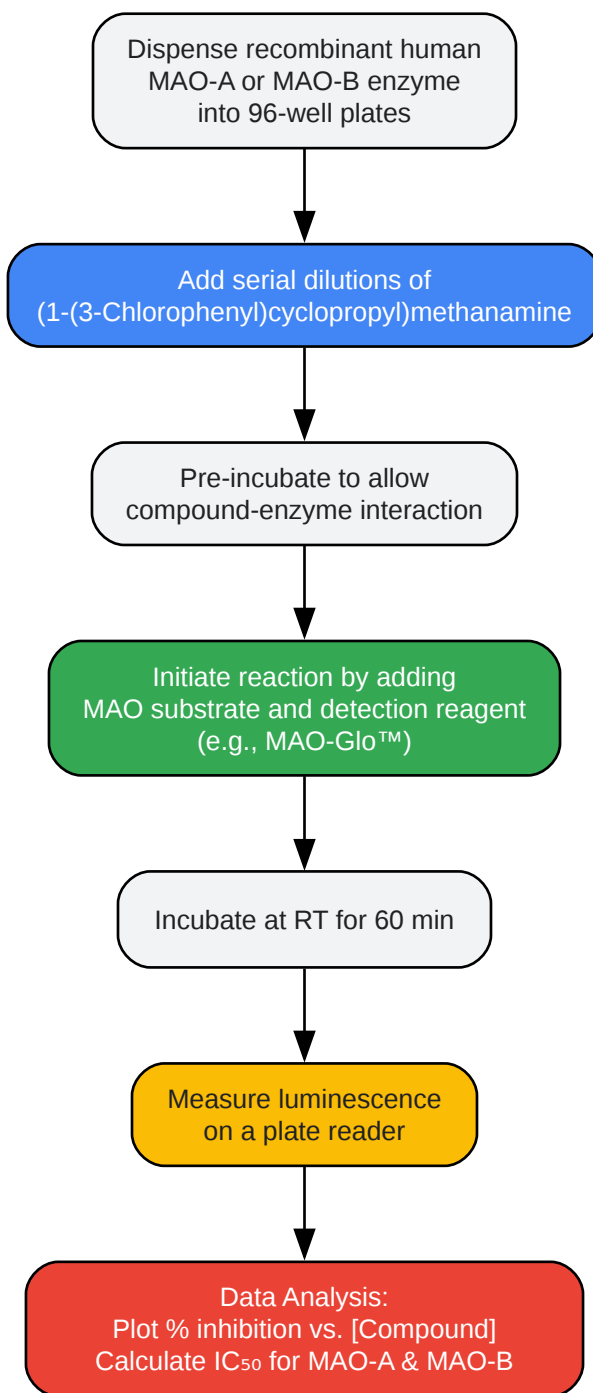 Dispense recombinant human
MAO-A or MAO-B enzyme
into 96-well plates
Add serial dilutions of
(1-(3-Chlorophenyl)cyclopropyl)methanamine
Pre-incubate to allow
compound-enzyme interaction
Initiate reaction by adding
MAO substrate and detection reagent
(e.g., MAO-Glo™)
Incubate at RT for 60 min
Measure luminescence
on a plate reader
Data Analysis:
Plot % inhibition vs. [Compound]
Calculate IC₅₀ for MAO-A & MAO-B